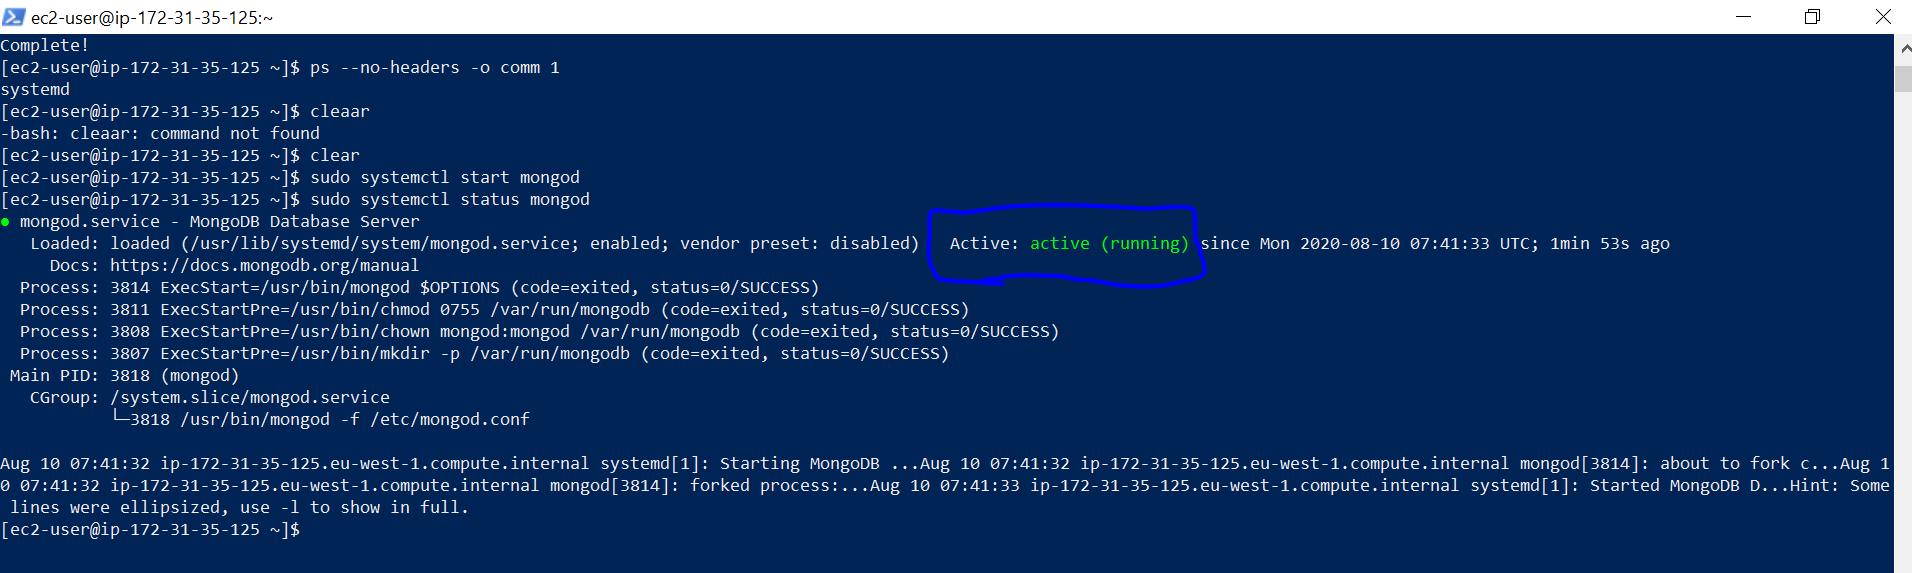 ec2-user@ip-172-31-35-125:~
Complete!
[ec2-user@ip-172-31-35-125 ~]$ ps --no-headers -o comm 1
systemd
[ec2-user@ip-172-31-35-125 ~]$ cleaar
-bash: cleaar: command not found
[ec2-user@ip-172-31-35-125 ~]$ clear
[ec2-user@ip-172-31-35-125 ~]$ sudo systemctl start mongod
[ec2-user@ip-172-31-35-125 ~]$ sudo systemctl status mongod
● mongod.service - MongoDB Database Server
   Loaded: loaded (/usr/lib/systemd/system/mongod.service; enabled; vendor preset: disabled)   Active: active (running) since Mon 2020-08-10 07:41:33 UTC; 1min 53s ago
     Docs: https://docs.mongodb.org/manual
  Process: 3814 ExecStart=/usr/bin/mongod $OPTIONS (code=exited, status=0/SUCCESS)
  Process: 3811 ExecStartPre=/usr/bin/chmod 0755 /var/run/mongodb (code=exited, status=0/SUCCESS)
  Process: 3808 ExecStartPre=/usr/bin/chown mongod:mongod /var/run/mongodb (code=exited, status=0/SUCCESS)
  Process: 3807 ExecStartPre=/usr/bin/mkdir -p /var/run/mongodb (code=exited, status=0/SUCCESS)
 Main PID: 3818 (mongod)
   CGroup: /system.slice/mongod.service
           └─3818 /usr/bin/mongod -f /etc/mongod.conf
Aug 10 07:41:32 ip-172-31-35-125.eu-west-1.compute.internal systemd[1]: Starting MongoDB ...Aug 10 07:41:32 ip-172-31-35-125.eu-west-1.compute.internal mongod[3814]: about to fork c...Aug 1
0 07:41:32 ip-172-31-35-125.eu-west-1.compute.internal mongod[3814]: forked process:...Aug 10 07:41:33 ip-172-31-35-125.eu-west-1.compute.internal systemd[1]: Started MongoDB D...Hint: Some
 lines were ellipsized, use -l to show in full.
[ec2-user@ip-172-31-35-125 ~]$